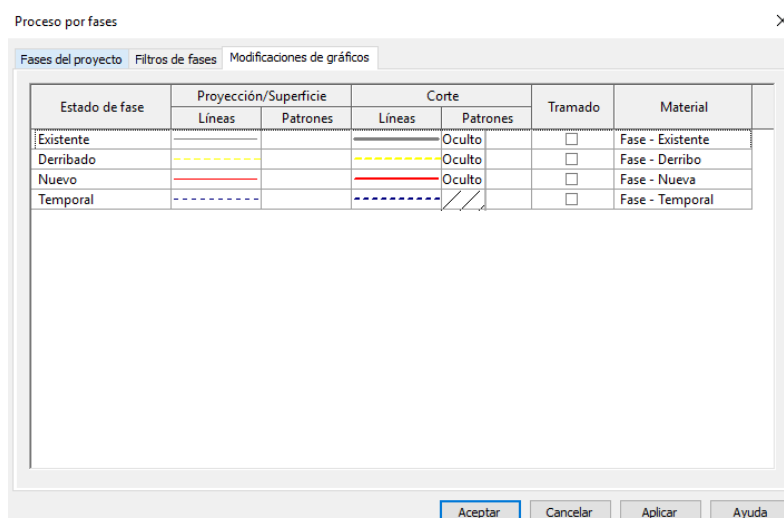 Proceso por fases
Fases del proyecto Filtros de fases Modificaciones de gráficos
Estado de fase Proyección/Superficie Corte Tramado Material
Líneas Patrones Líneas Patrones
Existente Oculto Fase - Existente
Derribado Oculto Fase - Derribo
Nuevo Oculto Fase - Nueva
Temporal Fase - Temporal
Aceptar Cancelar Aplicar Ayuda